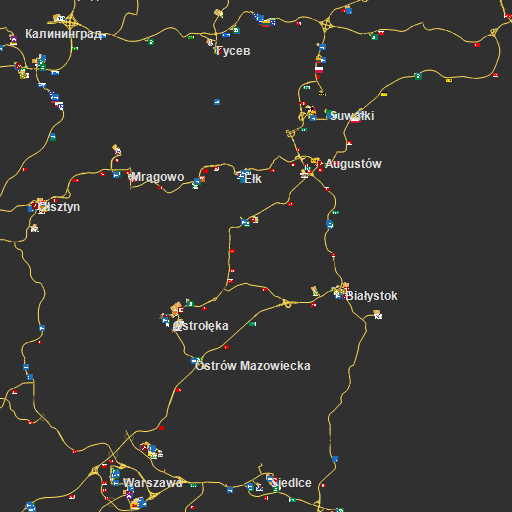 Калининград
Гусев
Suwałki
Augustów
Mrągowo
Ełk
Olsztyn
Białystok
Ostrołęka
Ostrów Mazowiecka
Warszawa
Siedlce